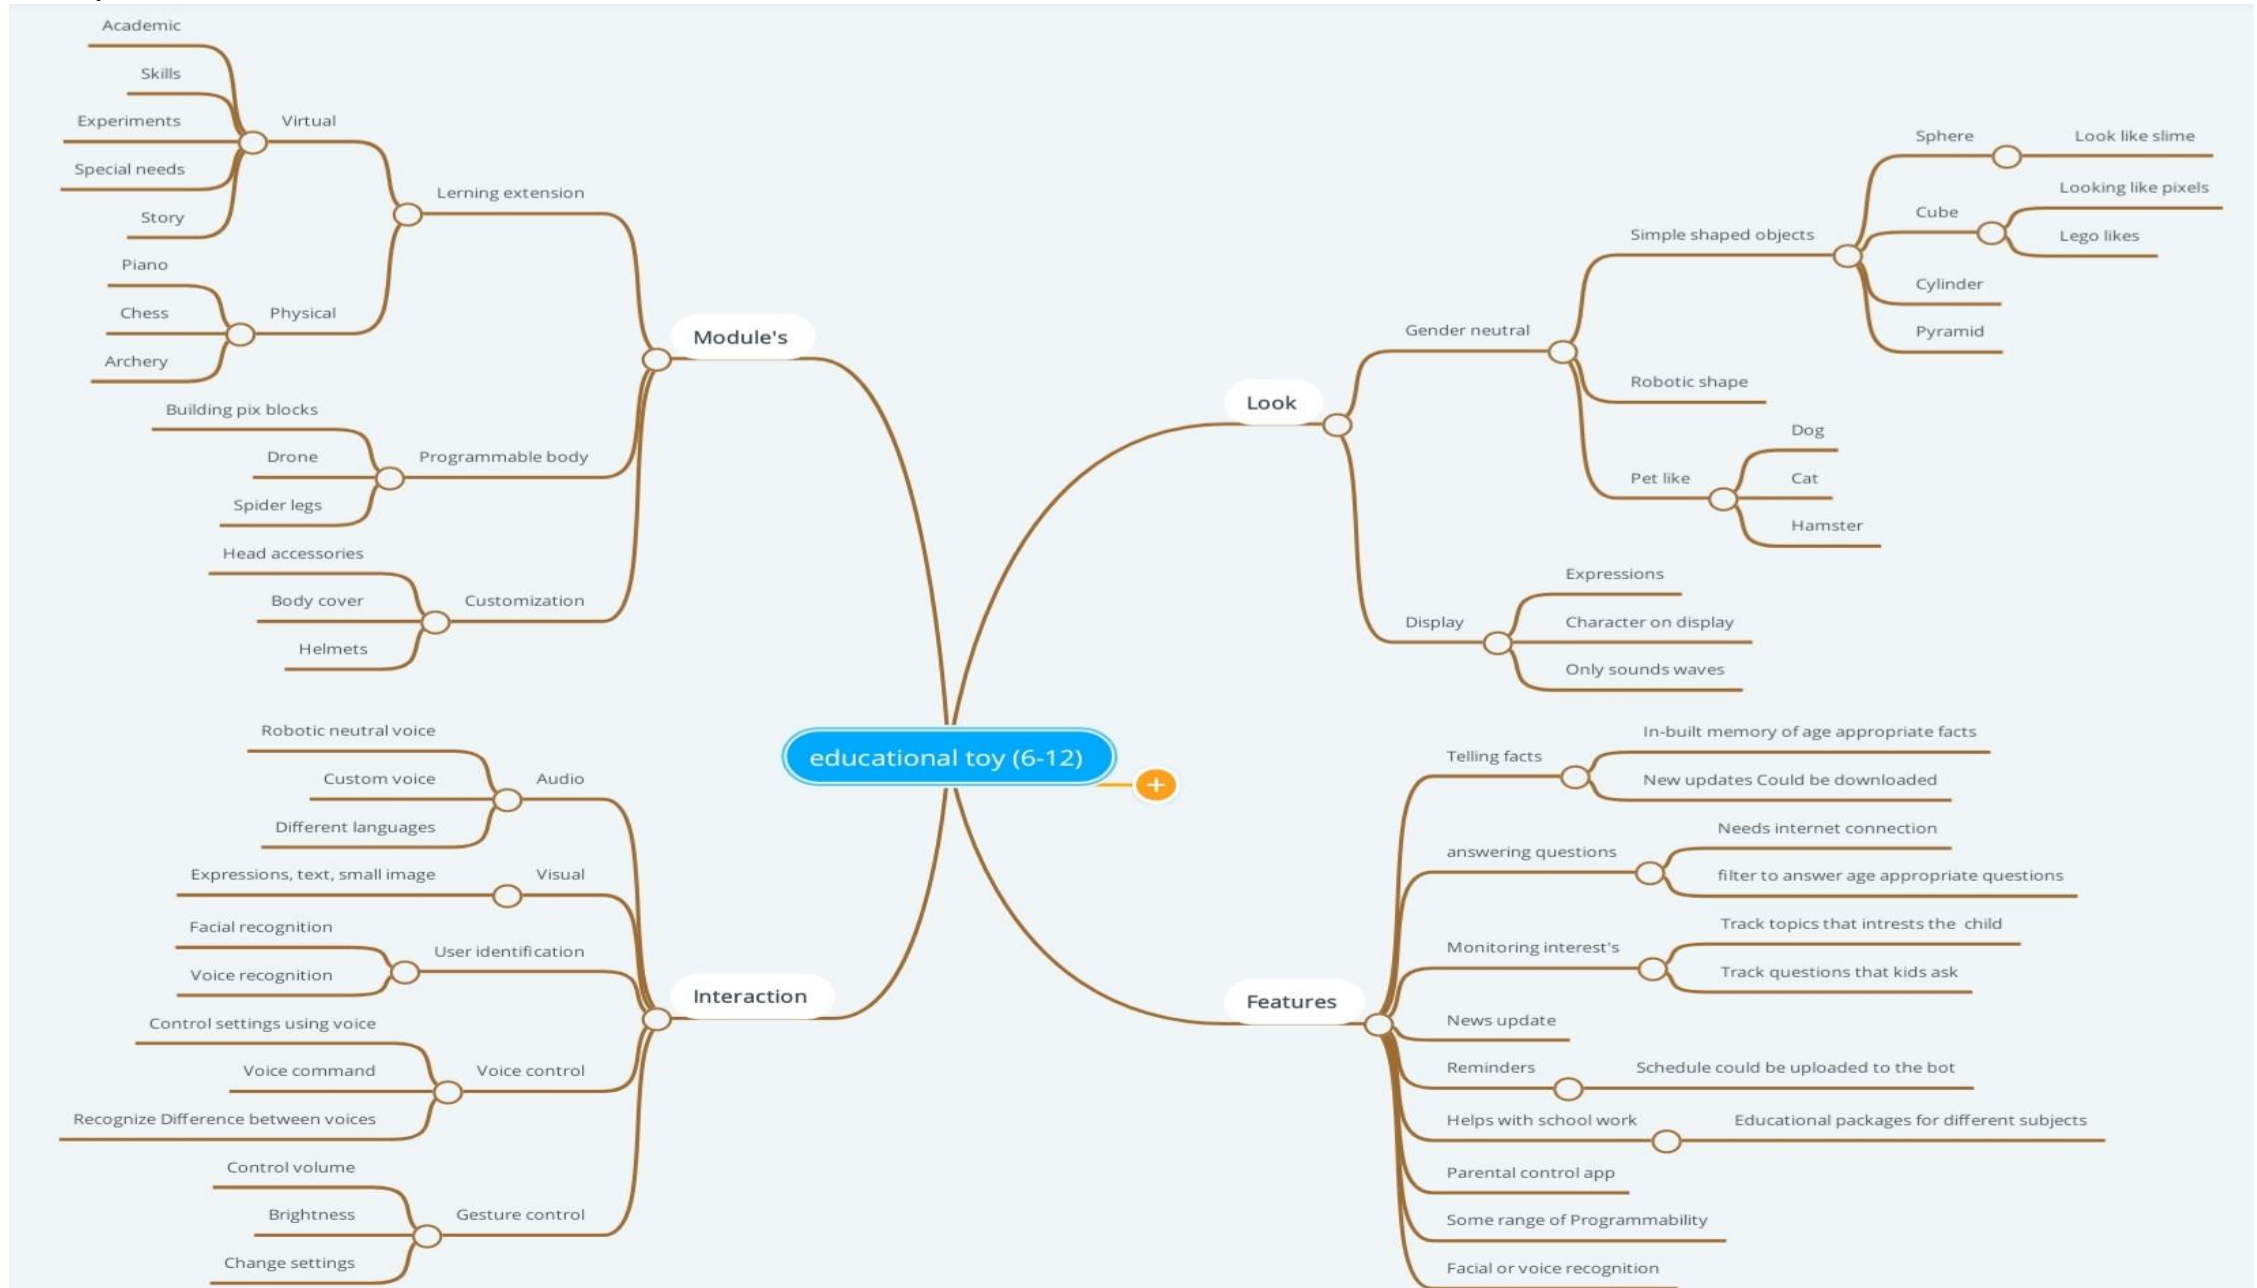 Academic
Skills
Experiments
Special needs
Story
Virtual
Piano
Chess
Archery
Physical
Lerning extension
Building pix blocks
Drone
Spider legs
Programmable body
Head accessories
Body cover
Helmets
Customization
Module's
Look
Gender neutral
Simple shaped objects
Sphere
Look like slime
Cube
Looking like pixels
Lego likes
Cylinder
Pyramid
Robotic shape
Pet like
Dog
Cat
Hamster
Display
Expressions
Character on display
Only sounds waves
educational toy (6-12)
+
Robotic neutral voice
Custom voice
Different languages
Audio
Expressions, text, small image
Visual
Facial recognition
Voice recognition
User identification
Control settings using voice
Voice command
Recognize Difference between voices
Voice control
Control volume
Brightness
Change settings
Gesture control
Interaction
Features
Telling facts
In-built memory of age appropriate facts
New updates Could be downloaded
answering questions
Needs internet connection
filter to answer age appropriate questions
Monitoring interest's
Track topics that intrests the child
Track questions that kids ask
News update
Reminders
Schedule could be uploaded to the bot
Helps with school work
Educational packages for different subjects
Parental control app
Some range of Programmability
Facial or voice recognition